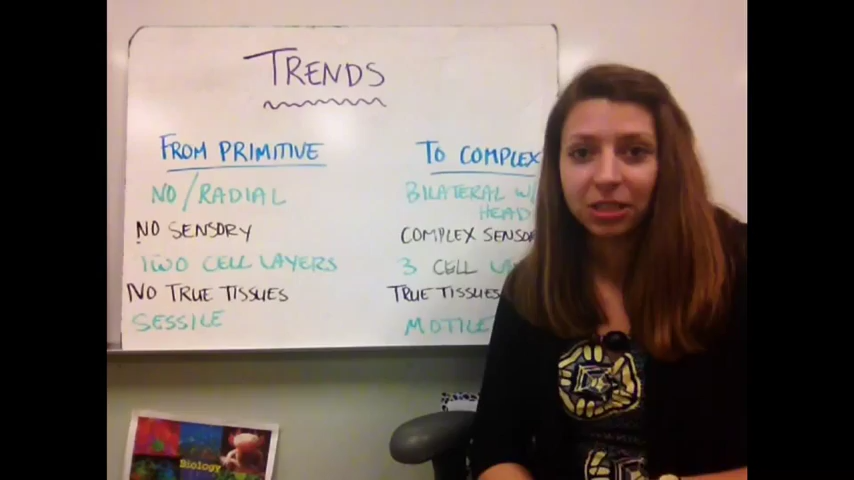 TRENDS
FROM PRIMITIVE
TO COMPLEX
NO/RADIAL
BILATERAL W/
HEAD
NO SENSORY
COMPLEX
TWO CELL LAYERS
3 CELL
NO TRUE TISSUES
TRUE TISSUES
SESSILE
MOTILE
Biology